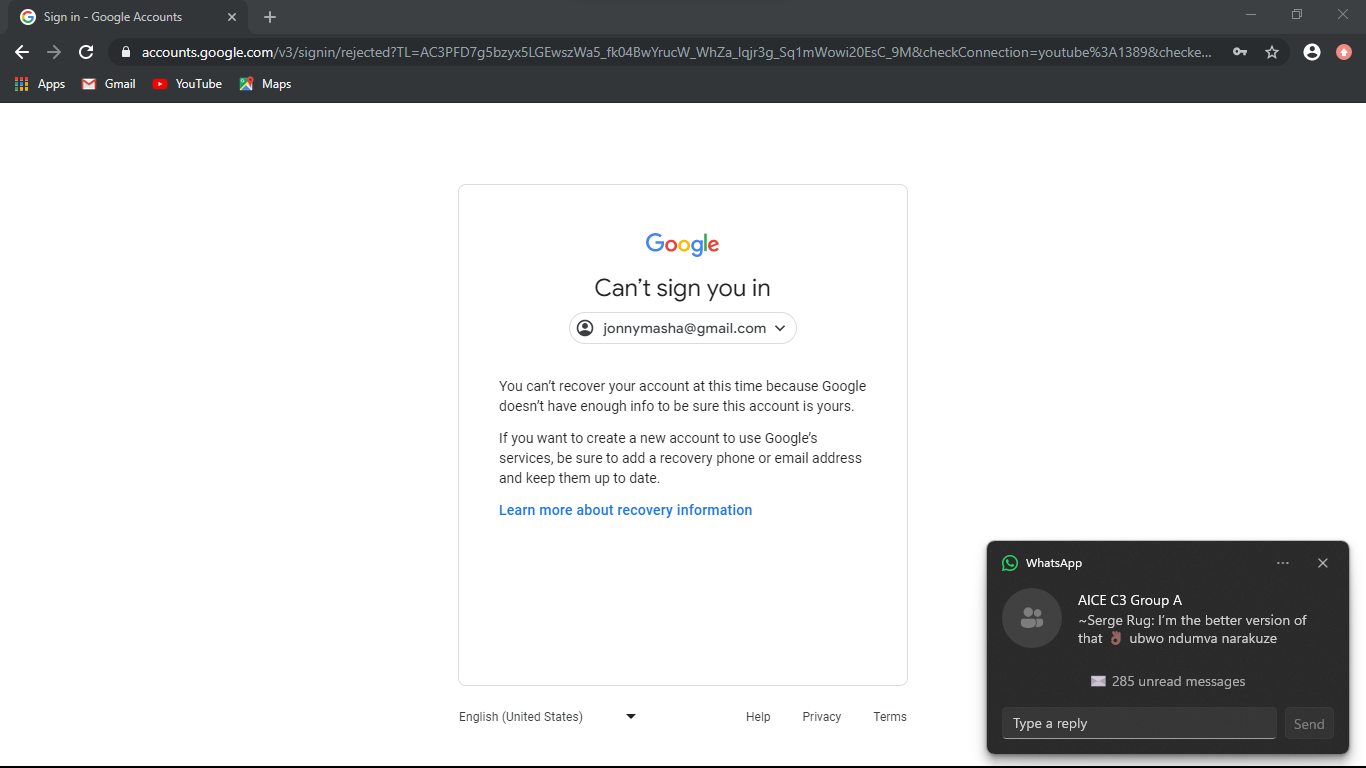 Sign in - Google Accounts
accounts.google.com/v3/signin/rejected?TL=AC3PFD7g5bzyx5LGEwszWa5_fk04BwYrucW_WhZa_lqjr3g_Sq1mWowi20EsC_9M&checkConnection=youtube%3A1389&checke...
Apps Gmail YouTube Maps
Google
Can't sign you in
jonnymasha@gmail.com
You can't recover your account at this time because Google
doesn't have enough info to be sure this account is yours.
If you want to create a new account to use Google's
services, be sure to add a recovery phone or email address
and keep them up to date.
Learn more about recovery information
English (United States) Help Privacy Terms
WhatsApp
AICE C3 Group A
~Serge Rug: I'm the better version of
that 👌🏾 ubwo ndumva narakuze
285 unread messages
Type a reply Send